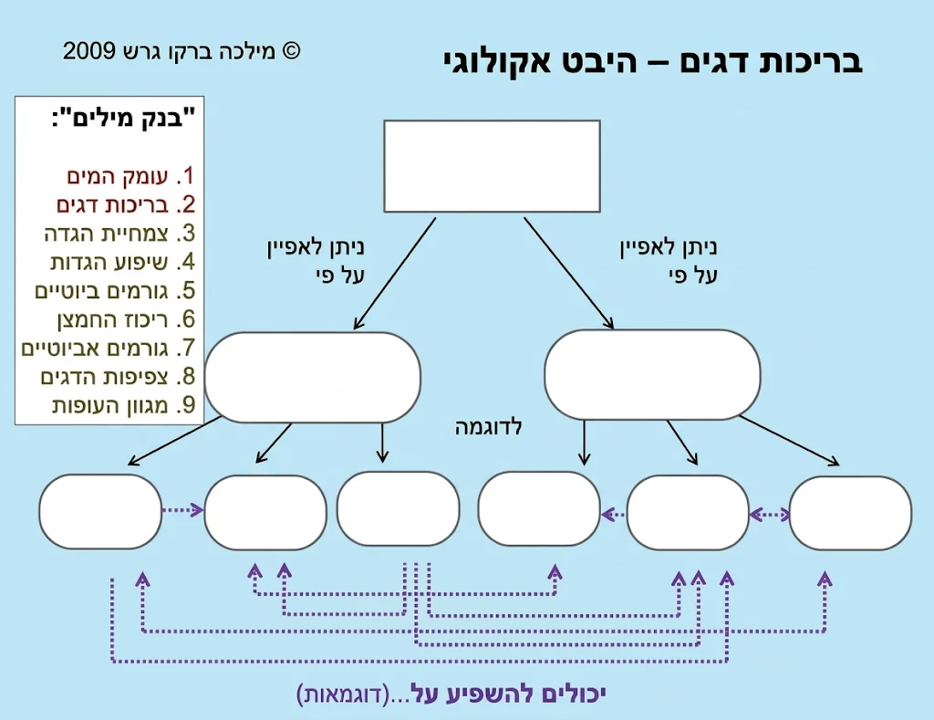 בריכות דגים – היבט אקולוגי
© מילכה ברקו גרש 2009
"בנק מילים":
1. עומק המים
2. בריכות דגים
3. צמחיית הגדה
4. שיפוע הגדות
5. גורמים ביוטיים
6. ריכוז החמצן
7. גורמים אביוטיים
8. צפיפות הדגים
9. מגוון העופות
ניתן לאפיין
על פי
ניתן לאפיין
על פי
לדוגמה
יכולים להשפיע על...(דוגמאות)